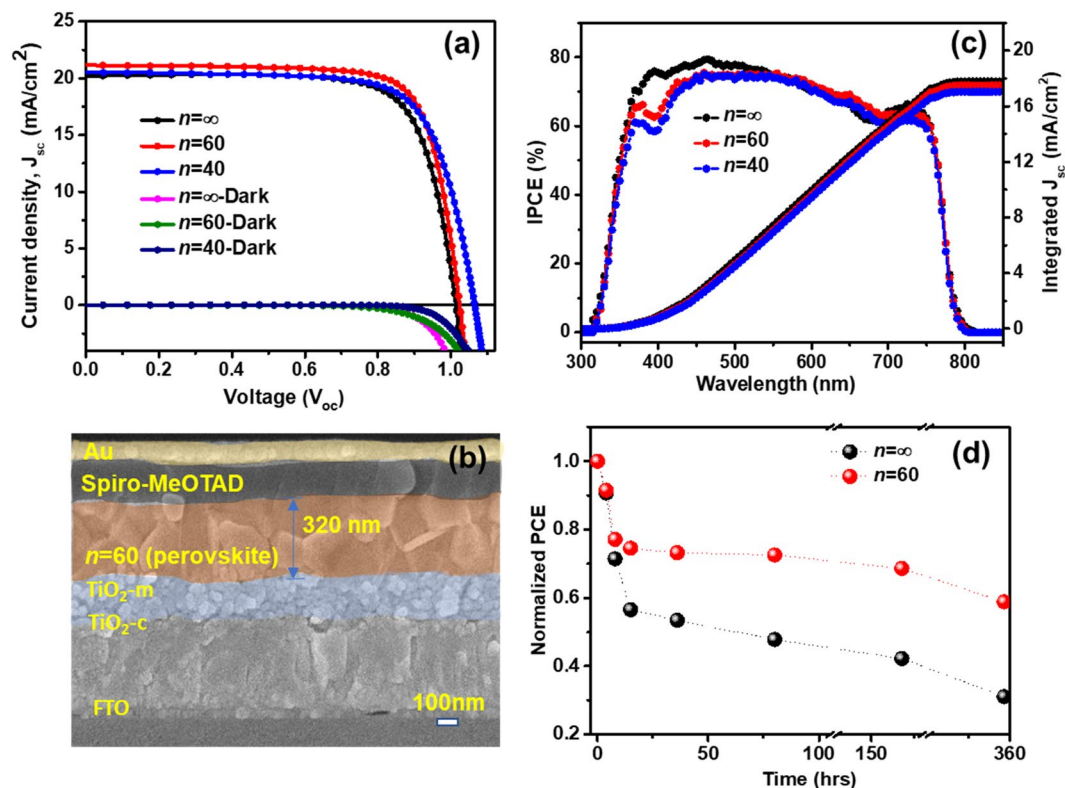 (a)
25
20
15
10
5
0
Current density, J_sc (mA/cm²)
n=∞
n=60
n=40
n=∞-Dark
n=60-Dark
n=40-Dark
0.0 0.2 0.4 0.6 0.8 1.0
Voltage (V_oc)
(c)
80
60
40
20
0
IPCE (%)
n=∞
n=60
n=40
20
16
12
8
4
0
Integrated J_sc (mA/cm²)
300 400 500 600 700 800
Wavelength (nm)
(b)
Au
Spiro-MeOTAD
320 nm
n=60 (perovskite)
TiO₂-m
TiO₂-c
FTO
100nm
(d)
1.0
0.8
0.6
0.4
0.2
Normalized PCE
n=∞
n=60
0 50 100 150 360
Time (hrs)